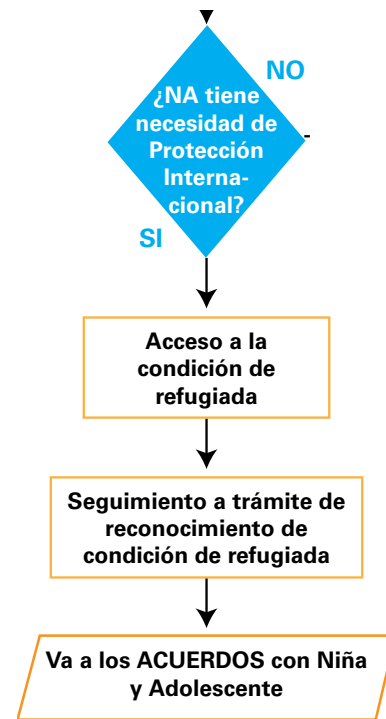 NO
¿NA tiene
necesidad de
Protección
Interna-
cional?
SI
Acceso a la
condición de
refugiada
Seguimiento a trámite de
reconocimiento de
condición de refugiada
Va a los ACUERDOS con Niña
y Adolescente